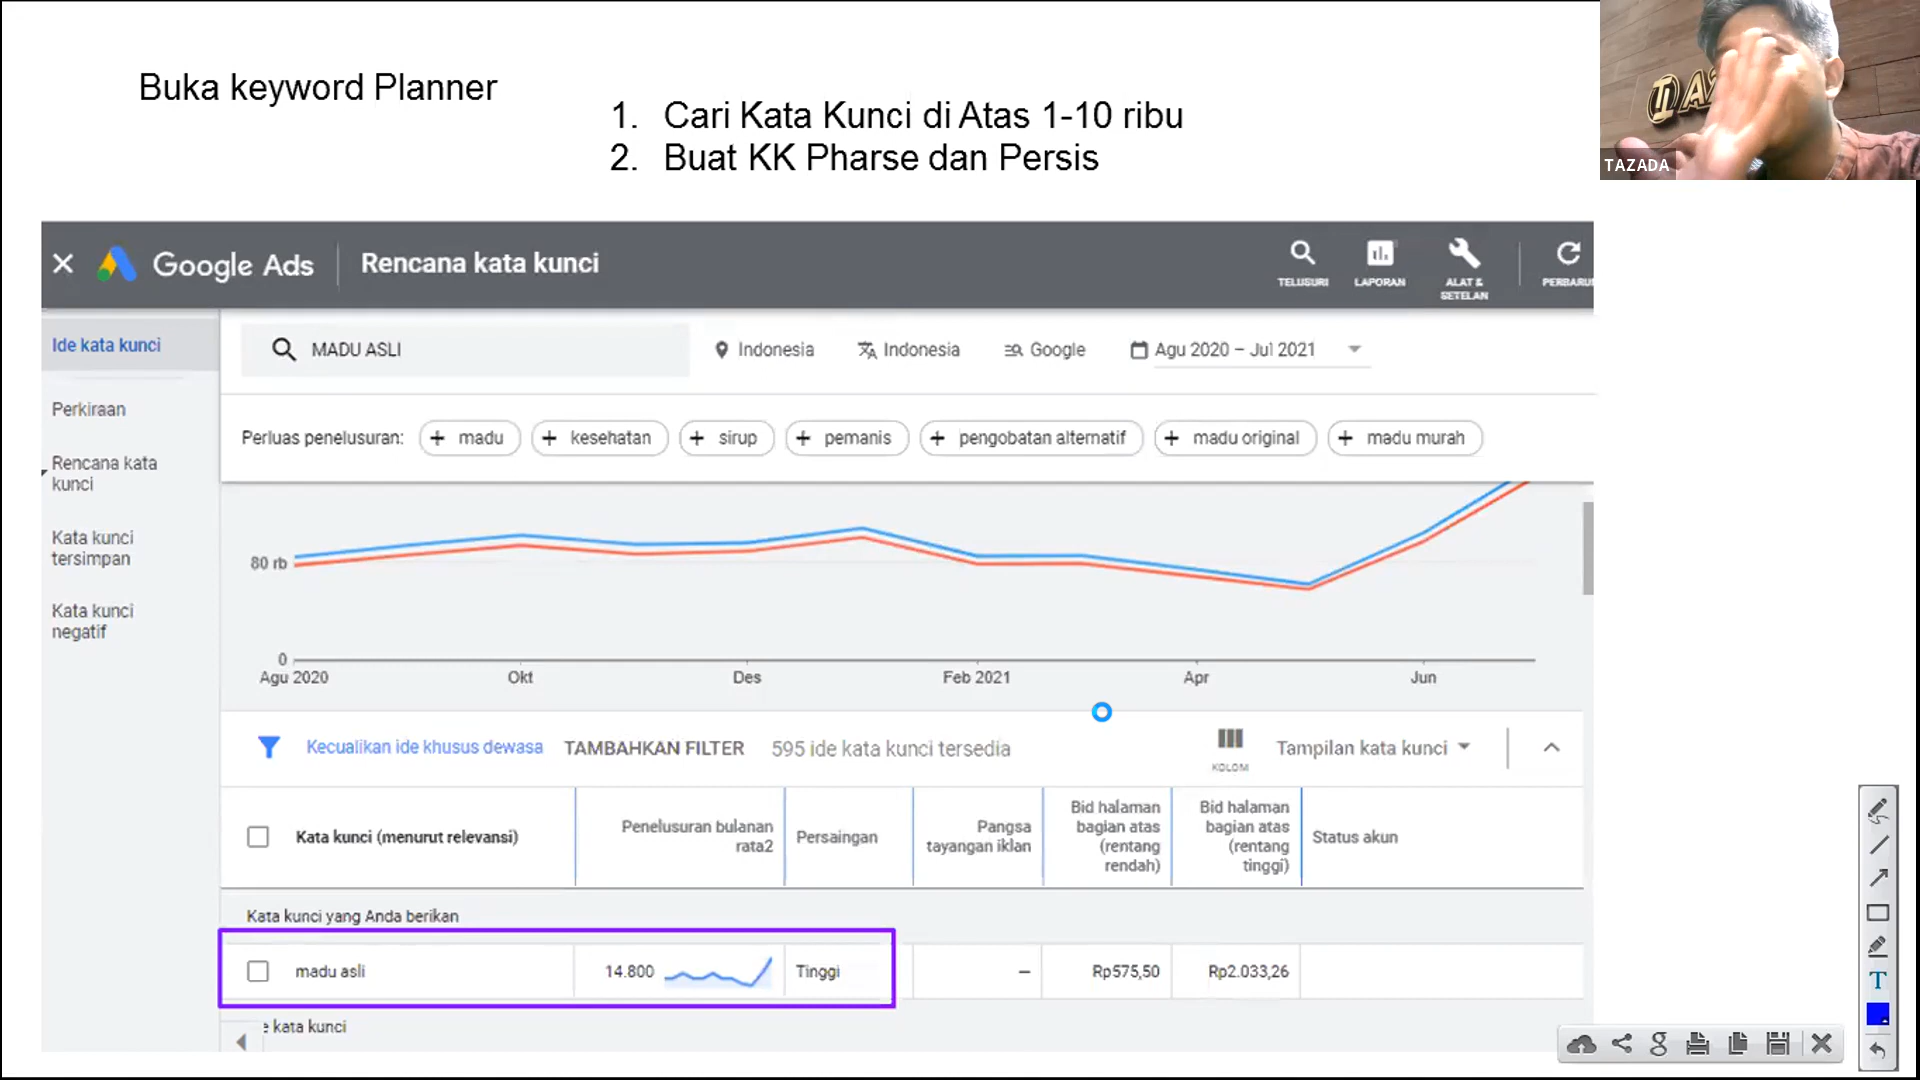 Buka keyword Planner
1. Cari Kata Kunci di Atas 1-10 ribu
2. Buat KK Pharse dan Persis
TAZADA
Google Ads
Rencana kata kunci
TELUSURI
LAPORAN
ALAT &
SETELAN
Ide kata kunci
Perkiraan
Rencana kata
kunci
Kata kunci
tersimpan
Kata kunci
negatif
MADU ASLI
Indonesia
Indonesia
Google
Agu 2020 – Jul 2021
Perluas penelusuran:
+ madu
+ kesehatan
+ sirup
+ pemanis
+ pengobatan alternatif
+ madu original
+ madu murah
80 rb
0
Agu 2020
Okt
Des
Feb 2021
Apr
Jun
Kecualikan ide khusus dewasa
TAMBAHKAN FILTER
595 ide kata kunci tersedia
KOLOM
Tampilan kata kunci
Kata kunci (menurut relevansi)
Penelusuran bulanan
rata2
Persaingan
Pangsa
tayangan iklan
Bid halaman
bagian atas
(rentang
rendah)
Bid halaman
bagian atas
(rentang
tinggi)
Status akun
Kata kunci yang Anda berikan
madu asli
14.800
Tinggi
–
Rp575,50
Rp2.033,26
kata kunci